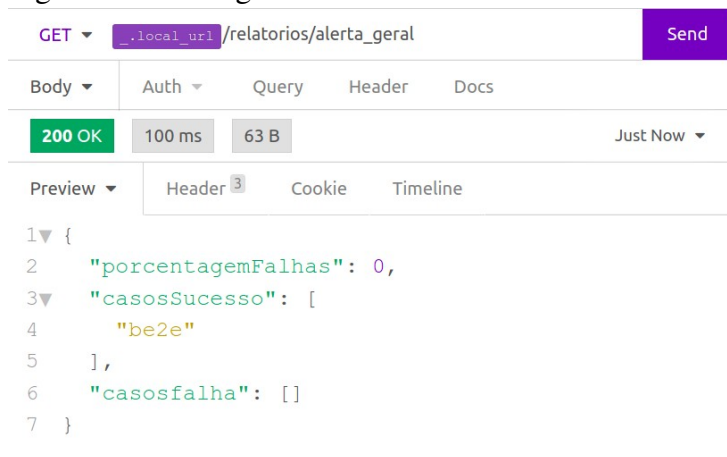 GET _.local_url /relatorios/alerta_geral Send
Body Auth Query Header Docs
200 OK 100 ms 63 B Just Now
Preview Header 3 Cookie Timeline
1 {
2 "porcentagemFalhas": 0,
3 "casosSucesso": [
4 "be2e"
5 ],
6 "casosfalha": []
7 }